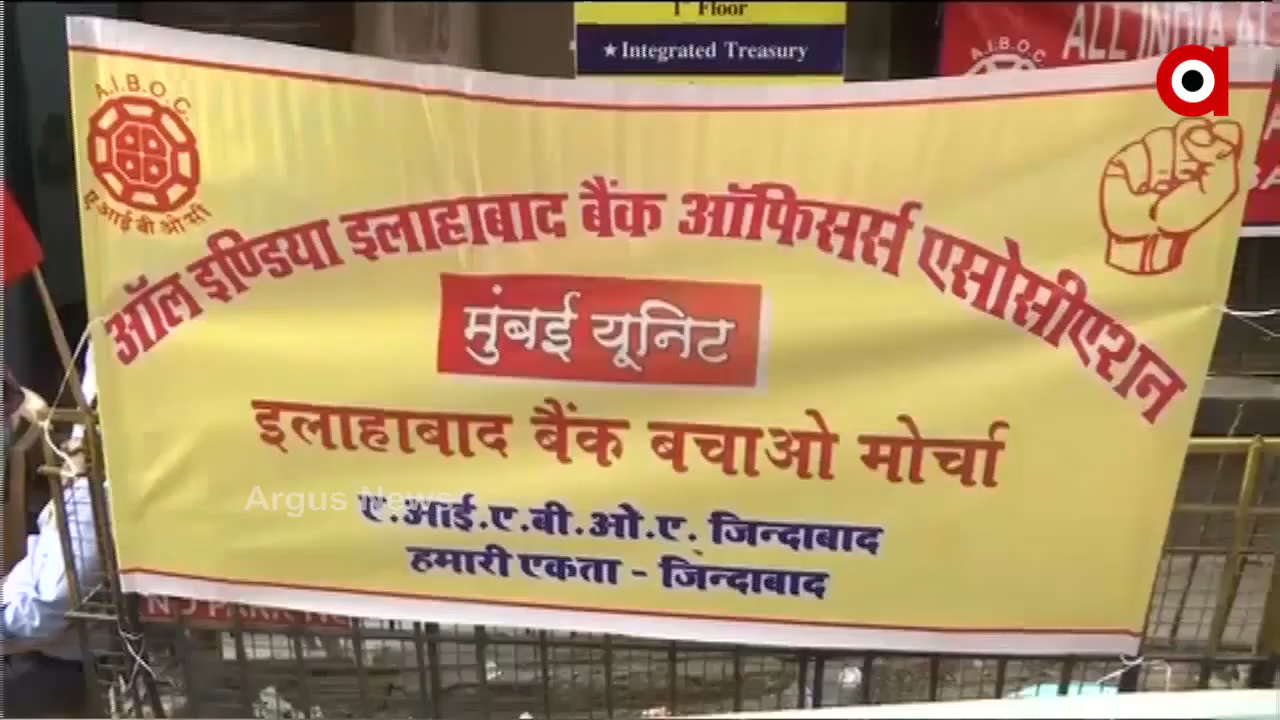 1st Floor
★ Integrated Treasury
A.I.B.O.C.
ALL INDIA
A.I.B.O.C.
ए आई बी ओ सी
ऑल इण्डिया इलाहाबाद बैंक ऑफिसर्स एसोसीएशन
मुंबई यूनिट
इलाहाबाद बैंक बचाओ मोर्चा
Argus News
ए.आई.ए.बी.ओ.ए. जिन्दाबाद
हमारी एकता - जिन्दाबाद